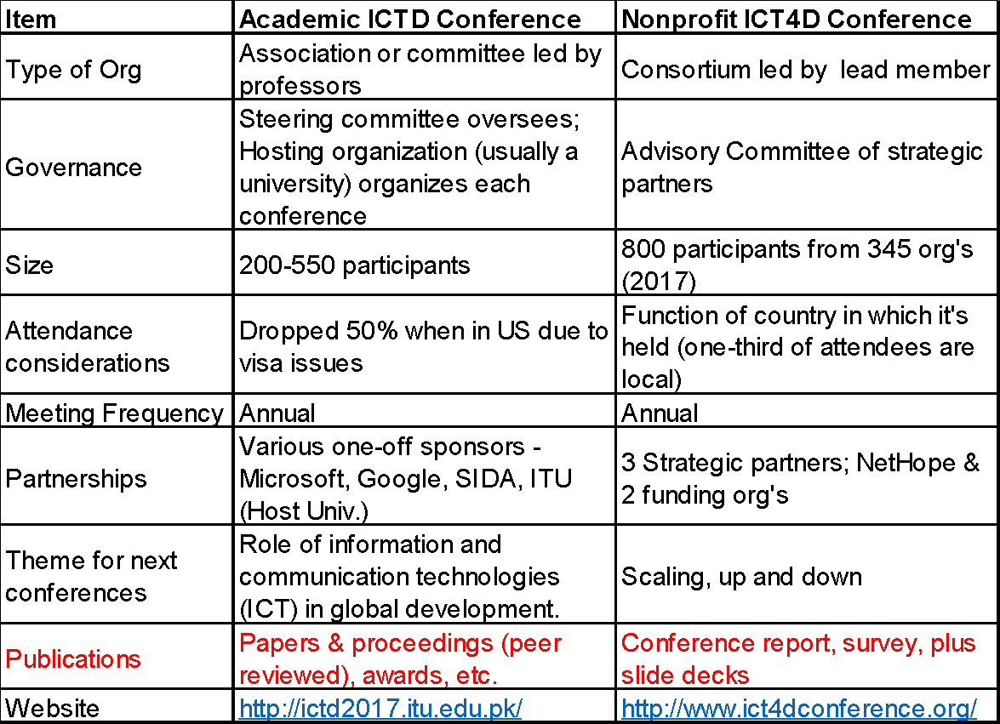 Item Academic ICTD Conference Nonprofit ICT4D Conference
Type of Org
Association or committee led by
professors
Consortium led by  lead member
Governance
Steering committee oversees;
Hosting organization (usually a
university) organizes each
conference
Advisory Committee of strategic
partners
Size
200-550 participants
800 participants from 345 org's
(2017)
Attendance
considerations
Dropped 50% when in US due to
visa issues
Function of country in which it's
held (one-third of attendees are
local)
Meeting Frequency Annual Annual
Partnerships
Various one-off sponsors -
Microsoft, Google, SIDA, ITU
(Host Univ.)
3 Strategic partners; NetHope &
2 funding org's
Theme for next
conferences
Role of information and
communication technologies
(ICT) in global development.
Scaling, up and down
Publications
Papers & proceedings (peer
reviewed), awards, etc.
Conference report, survey, plus
slide decks
Website http://ictd2017.itu.edu.pk/ http://www.ict4dconference.org/